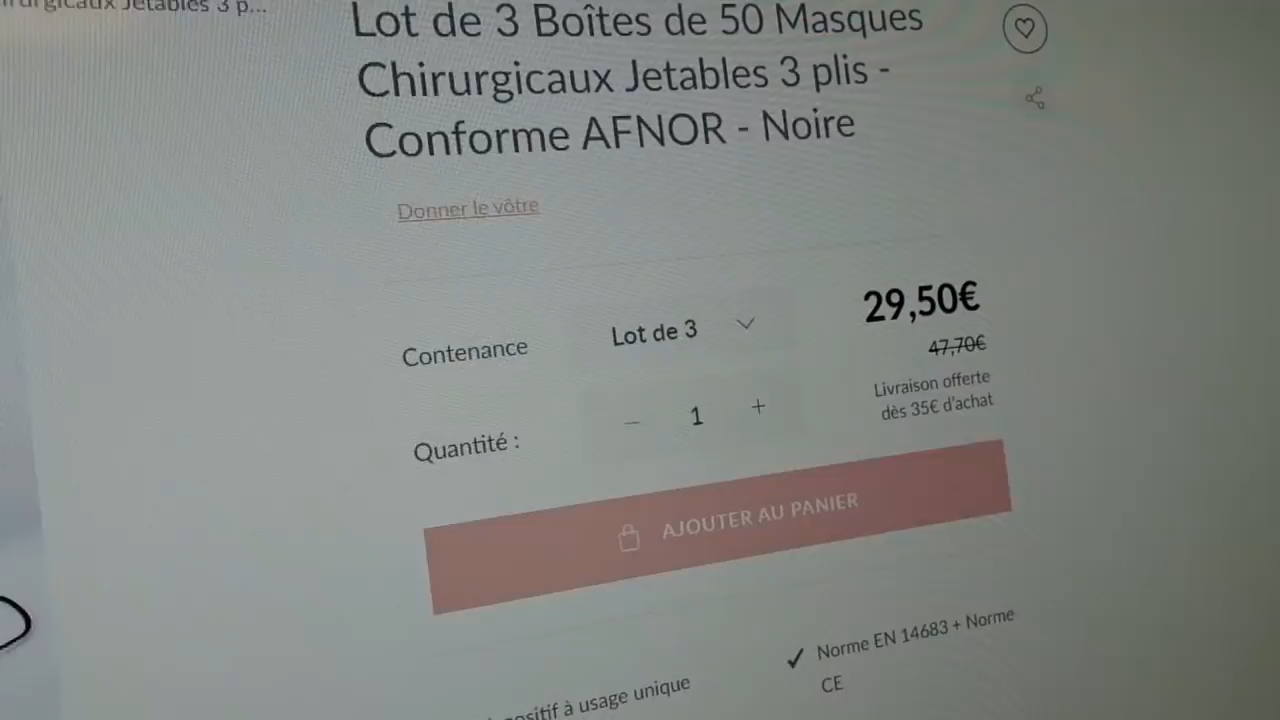 Jetables 3 p...
Lot de 3 Boîtes de 50 Masques
Chirurgicaux Jetables 3 plis -
Conforme AFNOR - Noire
Donner le vôtre
Contenance
Lot de 3
29,50€
47,70€
Livraison offerte
dès 35€ d'achat
Quantité :
– 1 +
AJOUTER AU PANIER
à usage unique
✓ Norme EN 14683 + Norme
CE